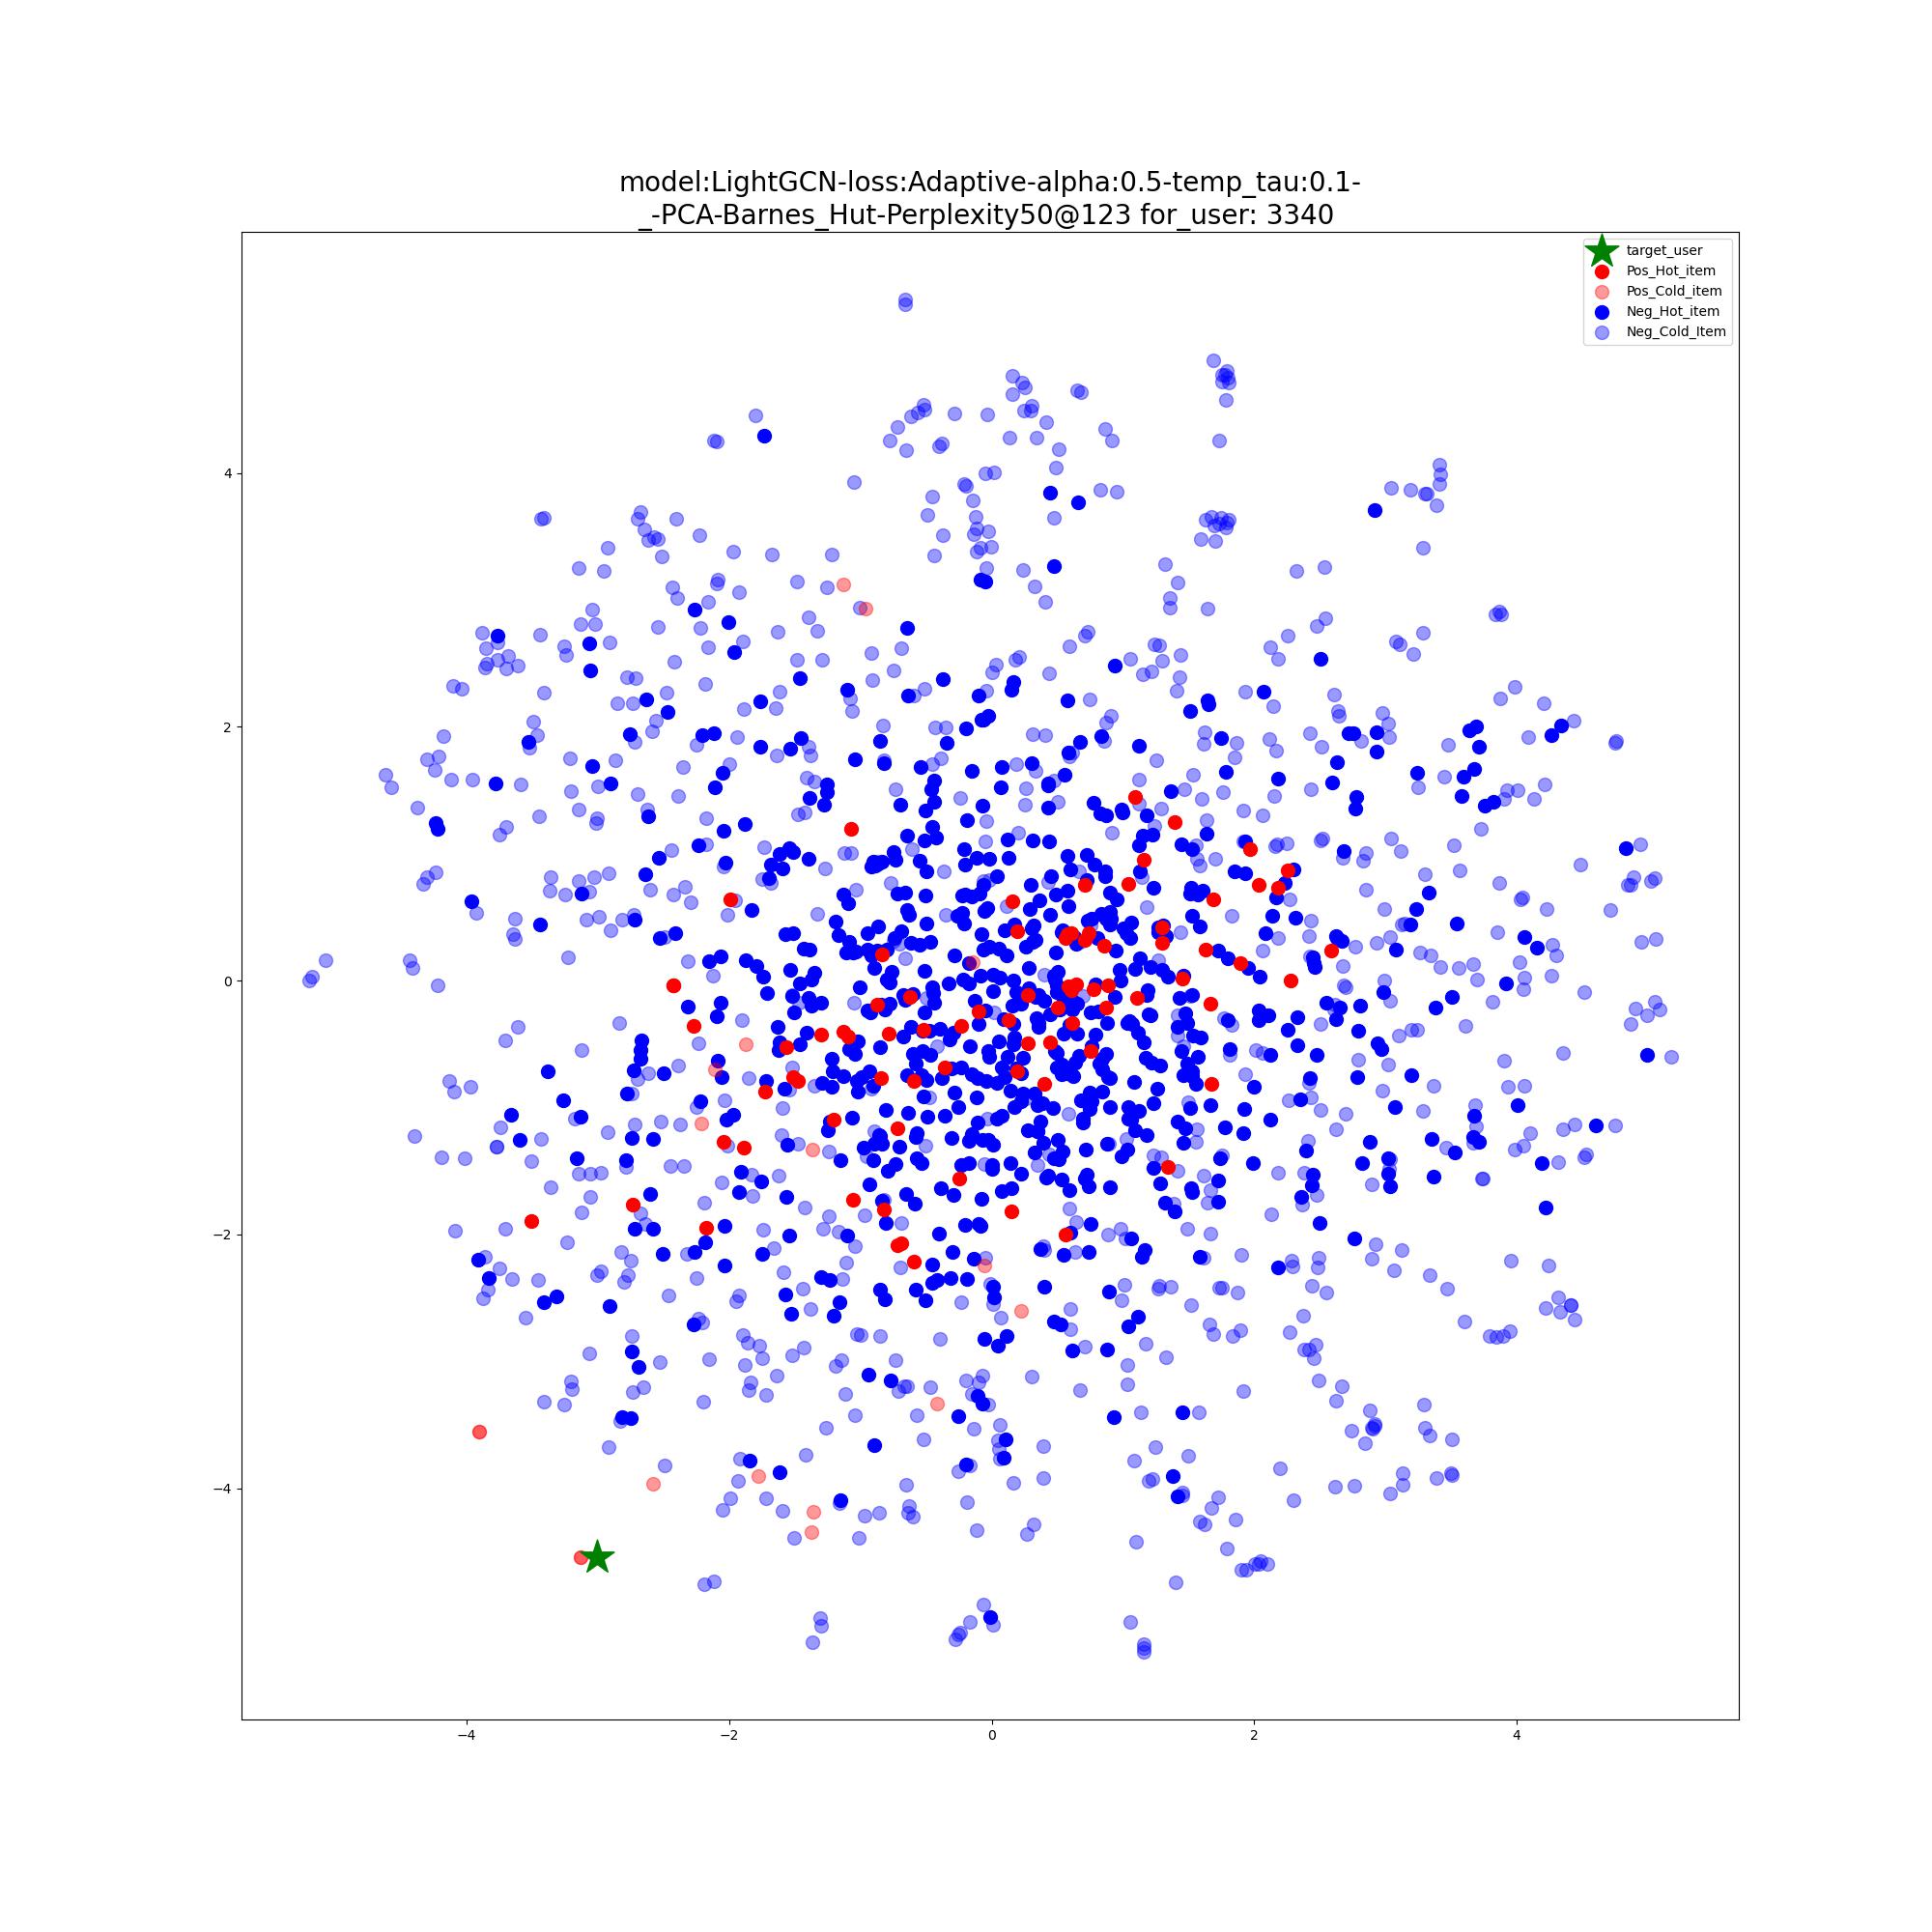 model:LightGCN-loss:Adaptive-alpha:0.5-temp_tau:0.1-
_-PCA-Barnes_Hut-Perplexity50@123 for_user: 3340
target_user
Pos_Hot_item
Pos_Cold_item
Neg_Hot_item
Neg_Cold_Item
4
2
0
−2
−4
−4 −2 0 2 4